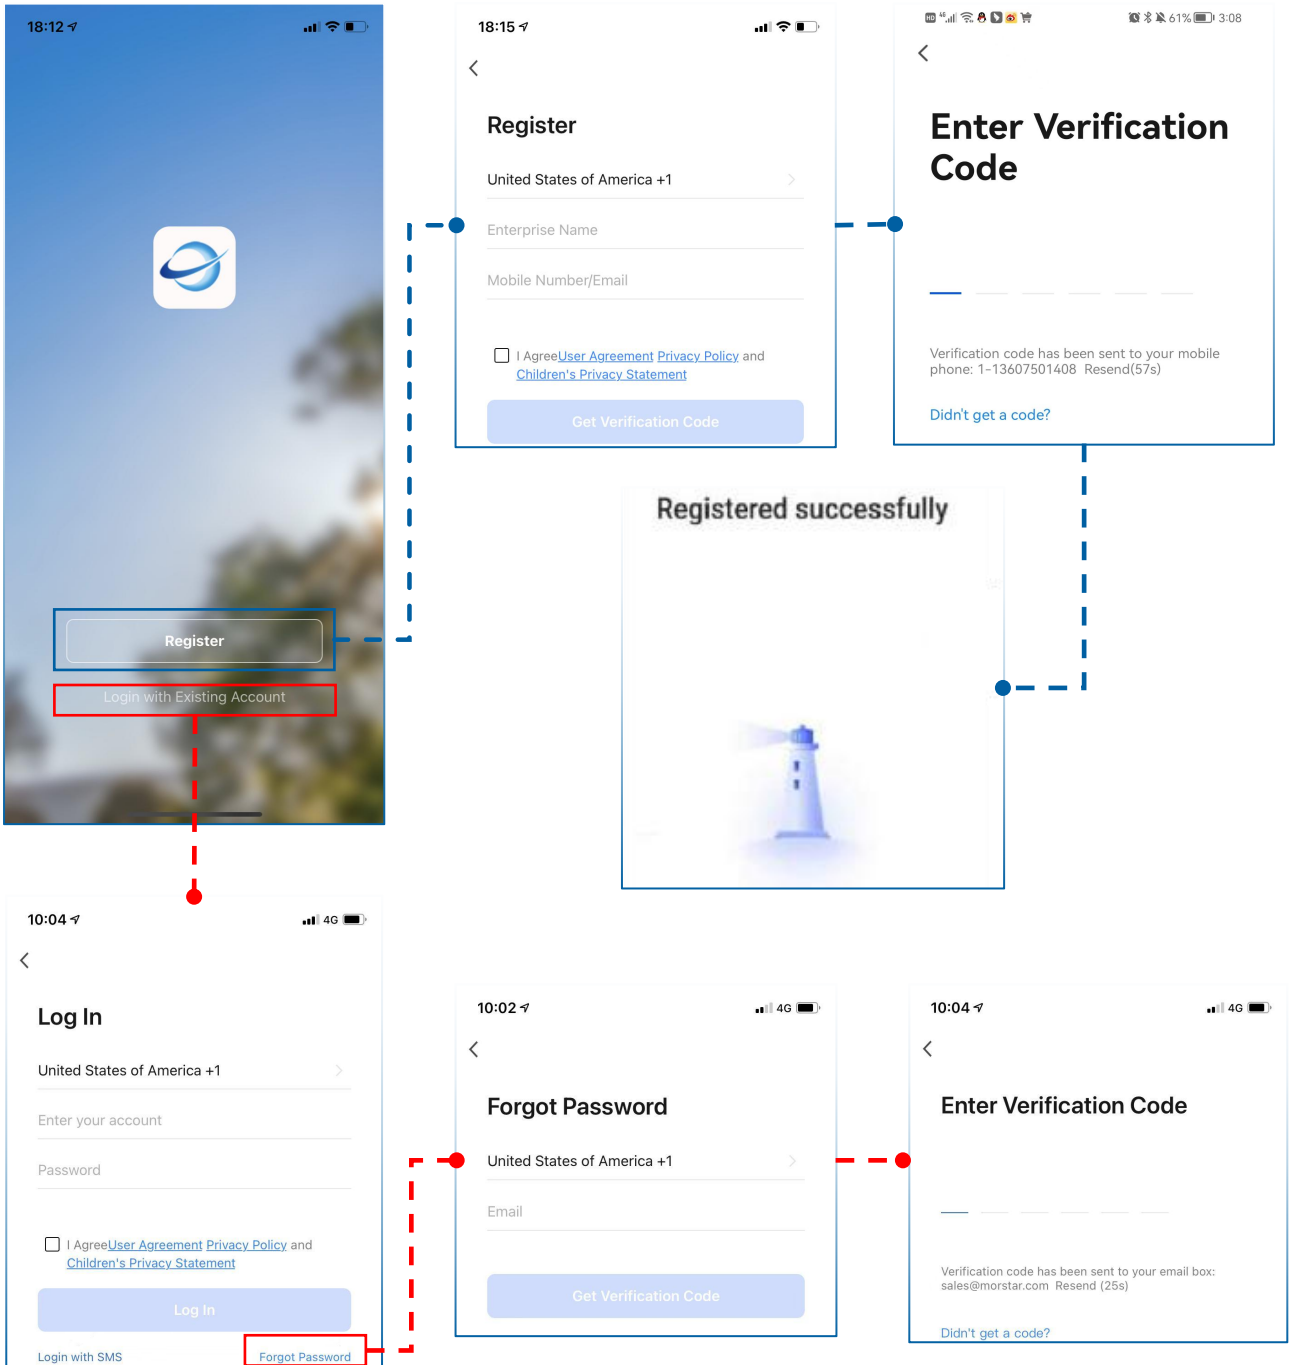 18:12
Register
Login with Existing Account
18:15
Register
United States of America +1
Enterprise Name
Mobile Number/Email
I AgreeUser Agreement Privacy Policy and
Children's Privacy Statement
Get Verification Code
HD 4G 61% 3:08
Enter Verification
Code
Verification code has been sent to your mobile
phone: 1-13607501408 Resend(57s)
Didn't get a code?
Registered successfully
10:04 4G
Log In
United States of America +1
Enter your account
Password
I AgreeUser Agreement Privacy Policy and
Children's Privacy Statement
Log In
Login with SMS Forgot Password
10:02 4G
Forgot Password
United States of America +1
Email
Get Verification Code
10:04 4G
Enter Verification Code
Verification code has been sent to your email box:
sales@morstar.com Resend (25s)
Didn't get a code?